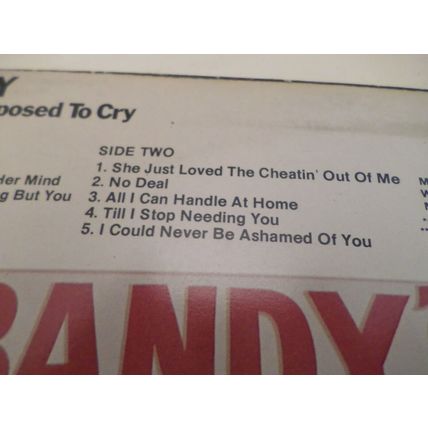 Y
posed To Cry
SIDE TWO
1. She Just Loved The Cheatin' Out Of Me
Her Mind
2. No Deal
g But You
3. All I Can Handle At Home
4. Till I Stop Needing You
5. I Could Never Be Ashamed Of You
M
W
BANDY'